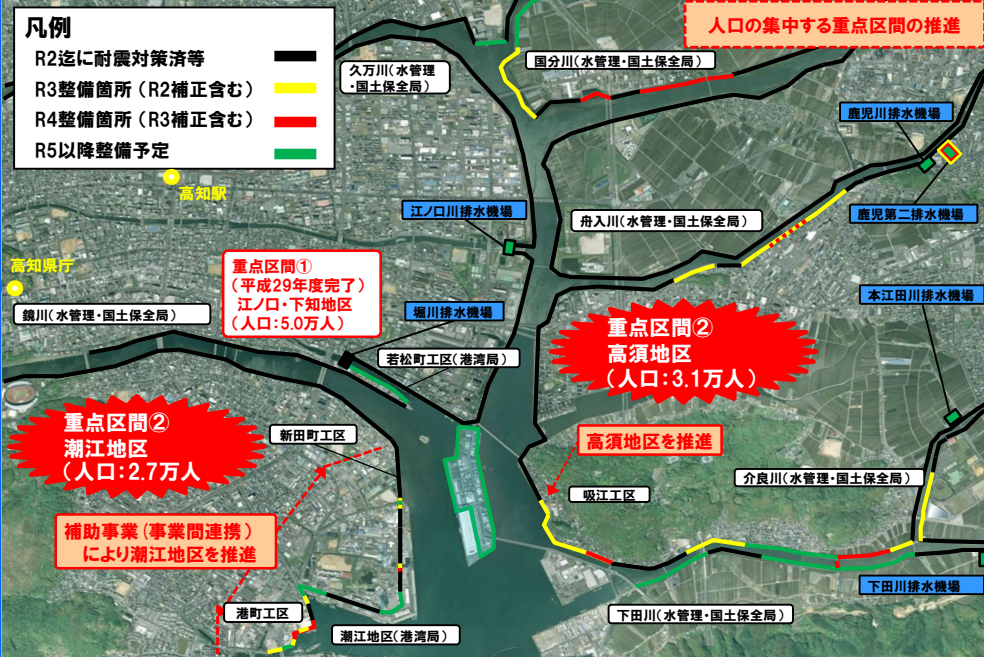 凡例
R2迄に耐震対策済等
R3整備箇所（R2補正含む）
R4整備箇所（R3補正含む）
R5以降整備予定
人口の集中する重点区間の推進
久万川（水管理
・国土保全局）
国分川（水管理・国土保全局）
鹿児川排水機場
高知駅
江ノ口川排水機場
舟入川（水管理・国土保全局）
鹿児第二排水機場
高知県庁
重点区間①
（平成29年度完了）
江ノ口・下知地区
（人口：5.0万人）
本江田川排水機場
鏡川（水管理・国土保全局）
堀川排水機場
若松町工区（港湾局）
重点区間②
高須地区
（人口：3.1万人）
重点区間②
潮江地区
（人口：2.7万人
新田町工区
高須地区を推進
介良川（水管理・国土保全局）
吸江工区
補助事業（事業間連携）
により潮江地区を推進
下田川排水機場
港町工区
潮江地区（港湾局）
下田川（水管理・国土保全局）